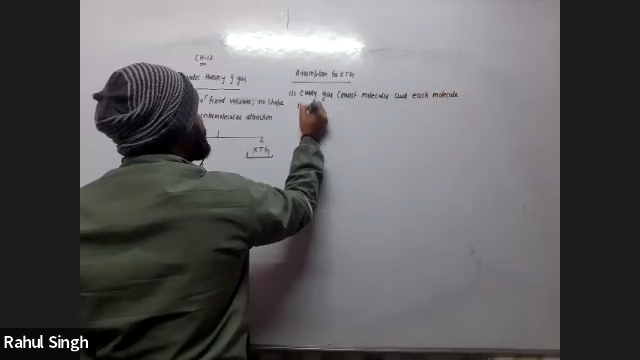 CH-13
Kinetic theory of gas
of fixed volume, no shape
intermolecular attraction
2
KTG
Assumption for KTG
(1) every gas consist molecules and each molecule
Rahul Singh